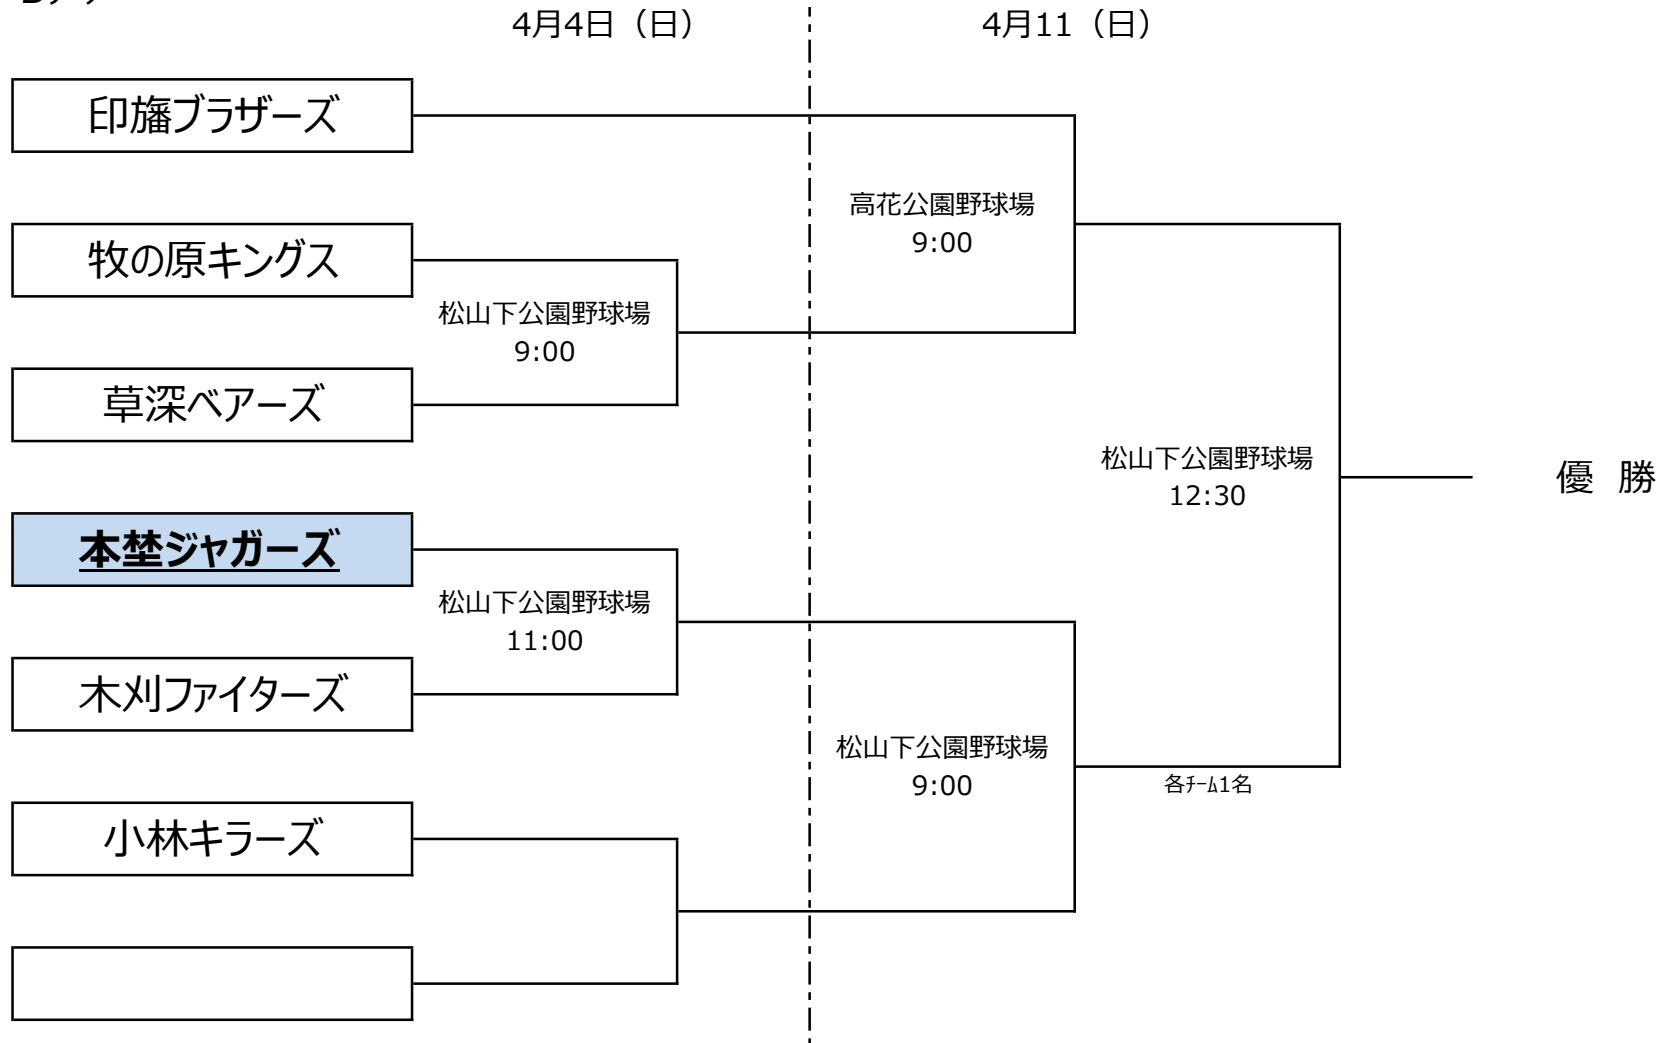 4月4日（日）
4月11（日）
印旛ブラザーズ
高花公園野球場
9:00
牧の原キングス
松山下公園野球場
9:00
草深ベアーズ
松山下公園野球場
12:30
優 勝
本埜ジャガーズ
松山下公園野球場
11:00
木刈ファイターズ
松山下公園野球場
9:00
各ﾁｰﾑ1名
小林キラーズ